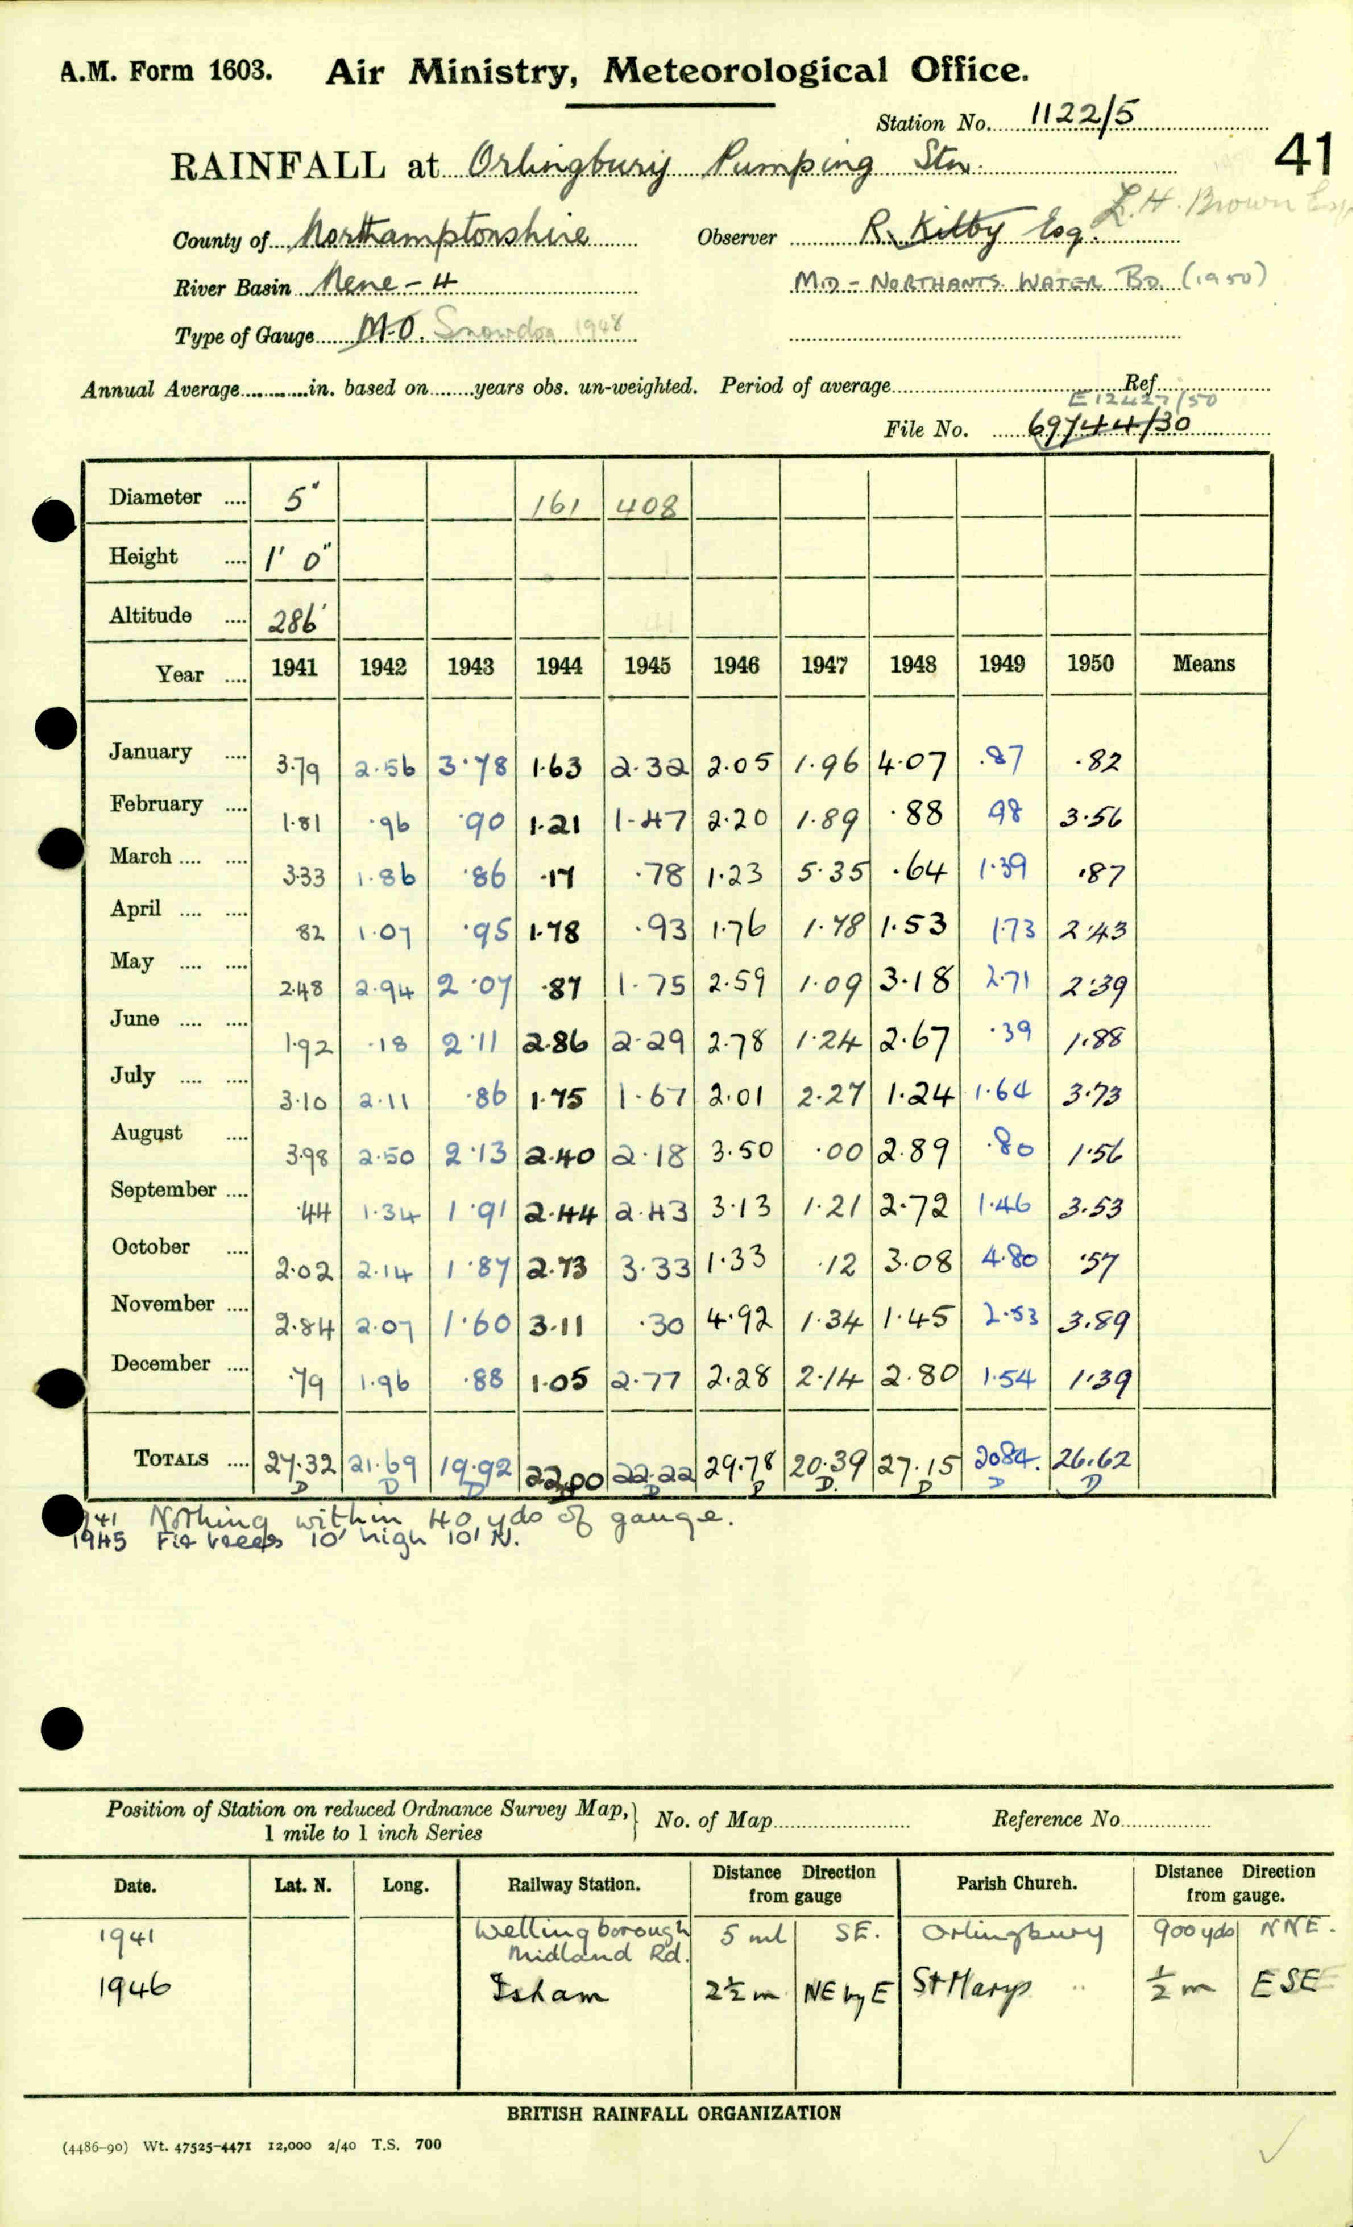 A.M. Form 1603. Air Ministry, Meteorological Office.
Station No. 1122/5
41
RAINFALL at Orlingbury Pumping Stn.
L.H. Brown Esq
County of Northamptonshire Observer R. Kilby Esq.
River Basin Nene - 4 MD - NORTHANTS WATER BD. (1950)
Type of Gauge M.O. Snowdon 1948
Annual Average in. based on years obs. un-weighted. Period of average Ref
E12427/50
File No. 69744/30
Diameter .... 5" 161 408
Height .... 1' 0"
Altitude .... 286'
Year .... 1941 1942 1943 1944 1945 1946 1947 1948 1949 1950 Means
January .... 3.79 2.56 3.78 1.63 2.32 2.05 1.96 4.07 .87 .82
February .... 1.81 .96 .90 1.21 1.47 2.20 1.89 .88 98 3.56
March .... .... 3.33 1.86 .86 .17 .78 1.23 5.35 .64 1.39 .87
April .... .... .82 1.07 .95 1.78 .93 1.76 1.78 1.53 1.73 2.43
May .... .... 2.48 2.94 2.07 .87 1.75 2.59 1.09 3.18 2.71 2.39
June .... .... 1.92 .18 2.11 2.86 2.29 2.78 1.24 2.67 .39 1.88
July .... .... 3.10 2.11 .86 1.75 1.67 2.01 2.27 1.24 1.64 3.73
August .... 3.98 2.50 2.13 2.40 2.18 3.50 .00 2.89 .80 1.56
September .... .44 1.34 1.91 2.44 2.43 3.13 1.21 2.72 1.46 3.53
October .... 2.02 2.14 1.87 2.73 3.33 1.33 .12 3.08 4.80 .57
November .... 2.84 2.07 1.60 3.11 .30 4.92 1.34 1.45 2.53 3.89
December .... .79 1.96 .88 1.05 2.77 2.28 2.14 2.80 1.54 1.39
TOTALS .... 27.32 21.69 19.92 22.00 22.22 29.78 20.39 27.15 20.84. 26.62
D D D D D D D D D
41 Nothing within 40 yds of gauge.
1945 Fir trees 10' high 10' N.
Position of Station on reduced Ordnance Survey Map, 1 mile to 1 inch Series } No. of Map Reference No
Date. Lat. N. Long. Railway Station. Distance Direction from gauge Parish Church. Distance Direction from gauge.
1941 Wellingborough Midland Rd. 5 ml SE. Orlingbury 900 yds NNE.
1946 Isham 2½ m NE by E St Marys " ½ m ESE
BRITISH RAINFALL ORGANIZATION
(4486-90) Wt. 47525-4471 12,000 2/40 T.S. 700